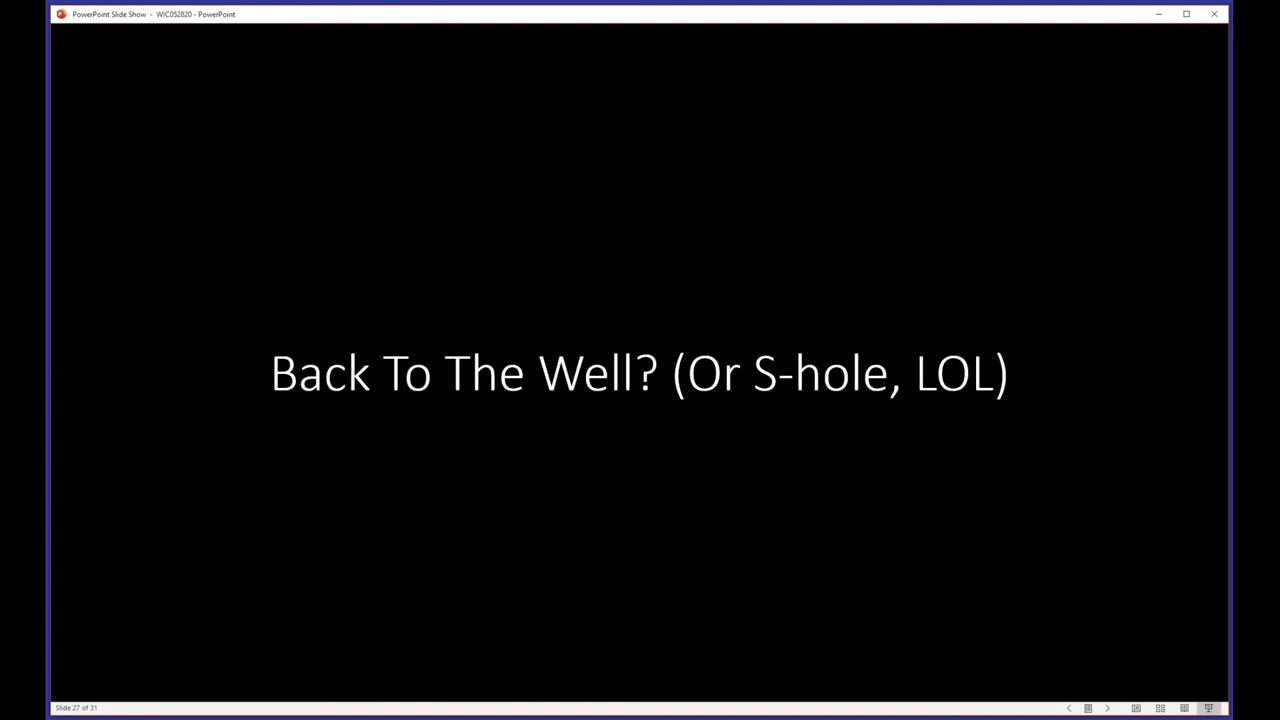 PowerPoint Slide Show - WIC052820 - PowerPoint
Back To The Well? (Or S-hole, LOL)
Slide 27 of 31